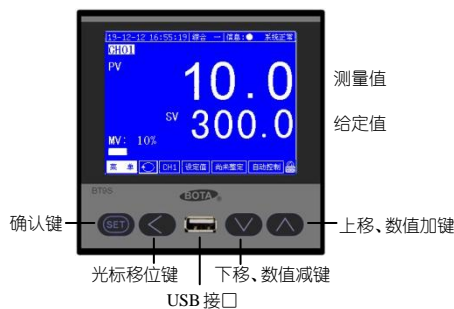 19-12-12 16:55:19 综合 一 信息:● 系统正常
CH01
PV
10.0
测量值
SV
300.0
给定值
MV: 10%
菜 单 CH1 设定值 尚未整定 自动控制
BT9S
BOTA
确认键
SET
上移、数值加键
光标移位键
下移、数值减键
USB 接口